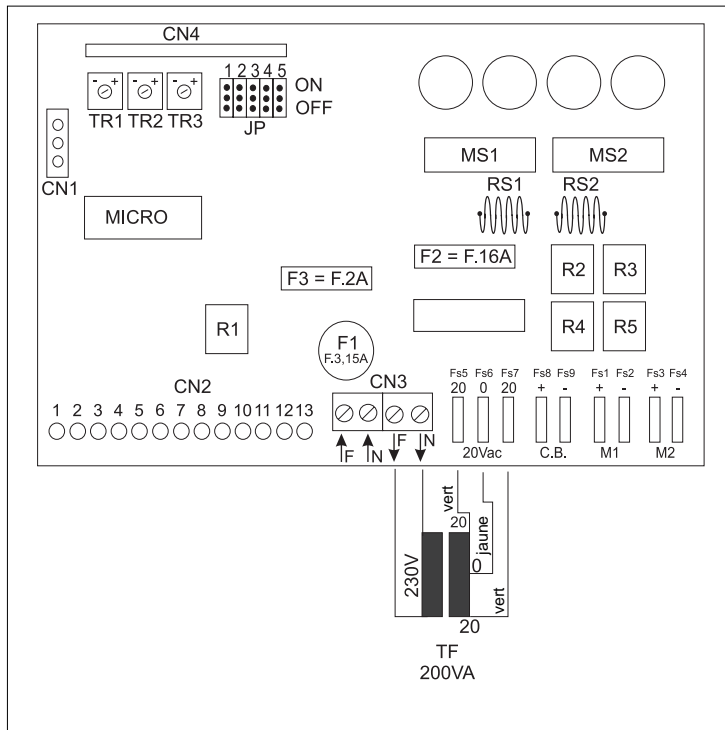 CN4
1 2 3 4 5
- + - + - +
ON
OFF
TR1 TR2 TR3
JP
CN1
MICRO
MS1 MS2
RS1 RS2
F2 = F.16A
F3 = F.2A
R2 R3
R4 R5
R1
F1
F.3,15A
CN2
CN3
1 2 3 4 5 6 7 8 9 10 11 12 13
F N F N
Fs5 Fs6 Fs7 Fs8 Fs9 Fs1 Fs2 Fs3 Fs4
20 0 20 + - + - + -
20Vac C.B. M1 M2
vert
20
jaune
0
230V
vert
20
TF
200VA